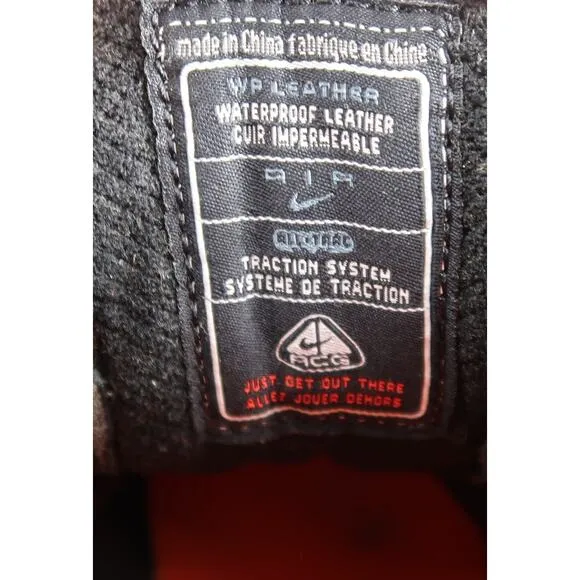 made in China fabrique en Chine
WP LEATHER
WATERPROOF LEATHER
CUIR IMPERMEABLE
AIR
TRACTION SYSTEM
SYSTEME DE TRACTION
ACG
JUST GET OUT THERE
ALLEZ JOUER DEHORS